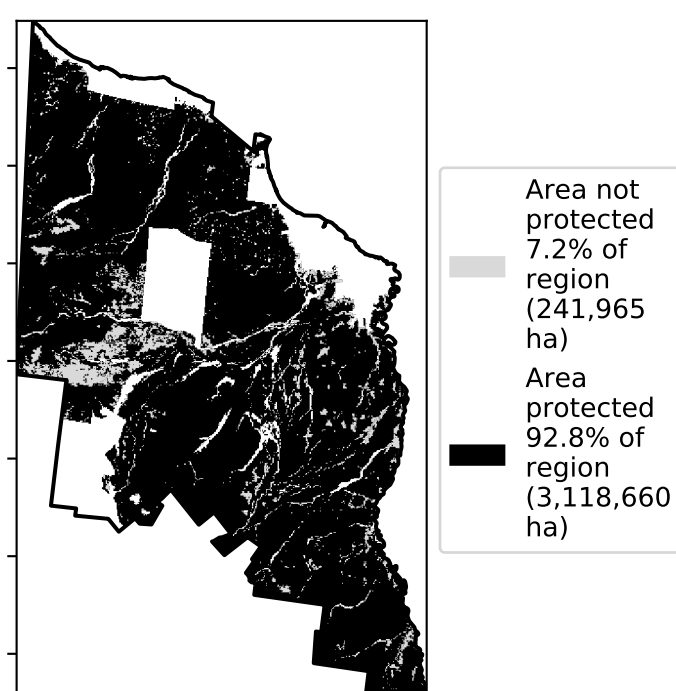 Area not
protected
7.2% of
region
(241,965
ha)
Area
protected
92.8% of
region
(3,118,660
ha)